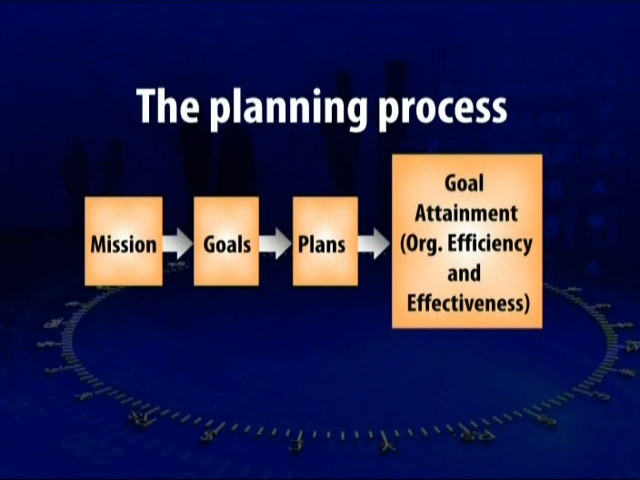 The planning process
Mission
Goals
Plans
Goal
Attainment
(Org. Efficiency
and
Effectiveness)